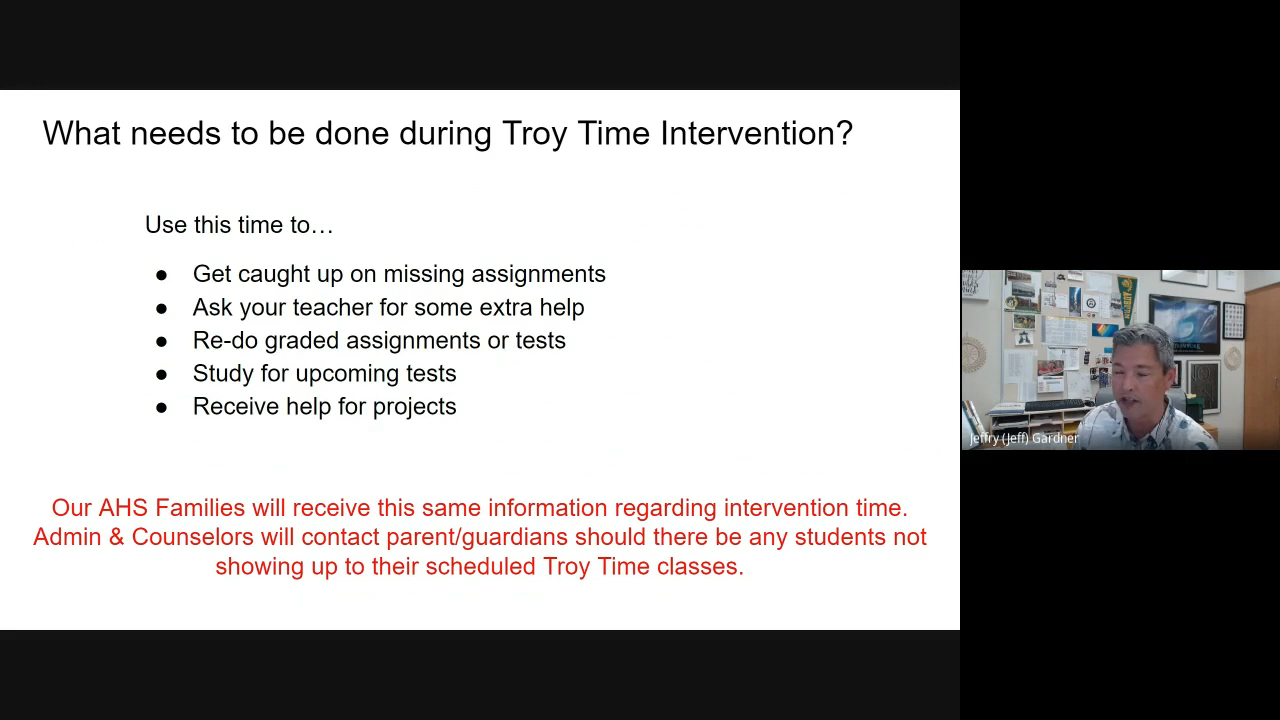 What needs to be done during Troy Time Intervention?
Use this time to…
● Get caught up on missing assignments
● Ask your teacher for some extra help
● Re-do graded assignments or tests
● Study for upcoming tests
● Receive help for projects
Our AHS Families will receive this same information regarding intervention time.
Admin & Counselors will contact parent/guardians should there be any students not
showing up to their scheduled Troy Time classes.
AUBURN
Jeffry (Jeff) Gardner